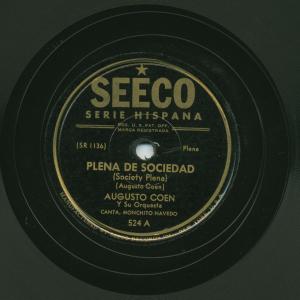 SEECO
SERIE HISPANA
REG. U. S. PAT. OFF.
MARCA REGISTRADA
(SR 1136)
Plena
PLENA DE SOCIEDAD
(Society Plena)
(Augusto Coën)
AUGUSTO COEN
Y Su Orquesta
CANTA, MONCHITO NAVEDO
524 A